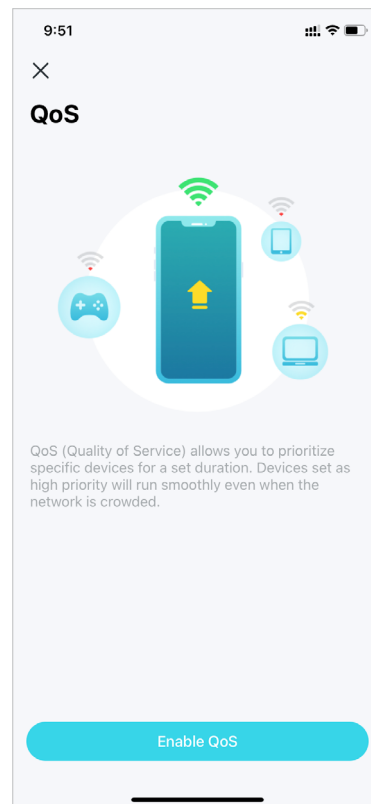 9:51
QoS
QoS (Quality of Service) allows you to prioritize
specific devices for a set duration. Devices set as
high priority will run smoothly even when the
network is crowded.
Enable QoS